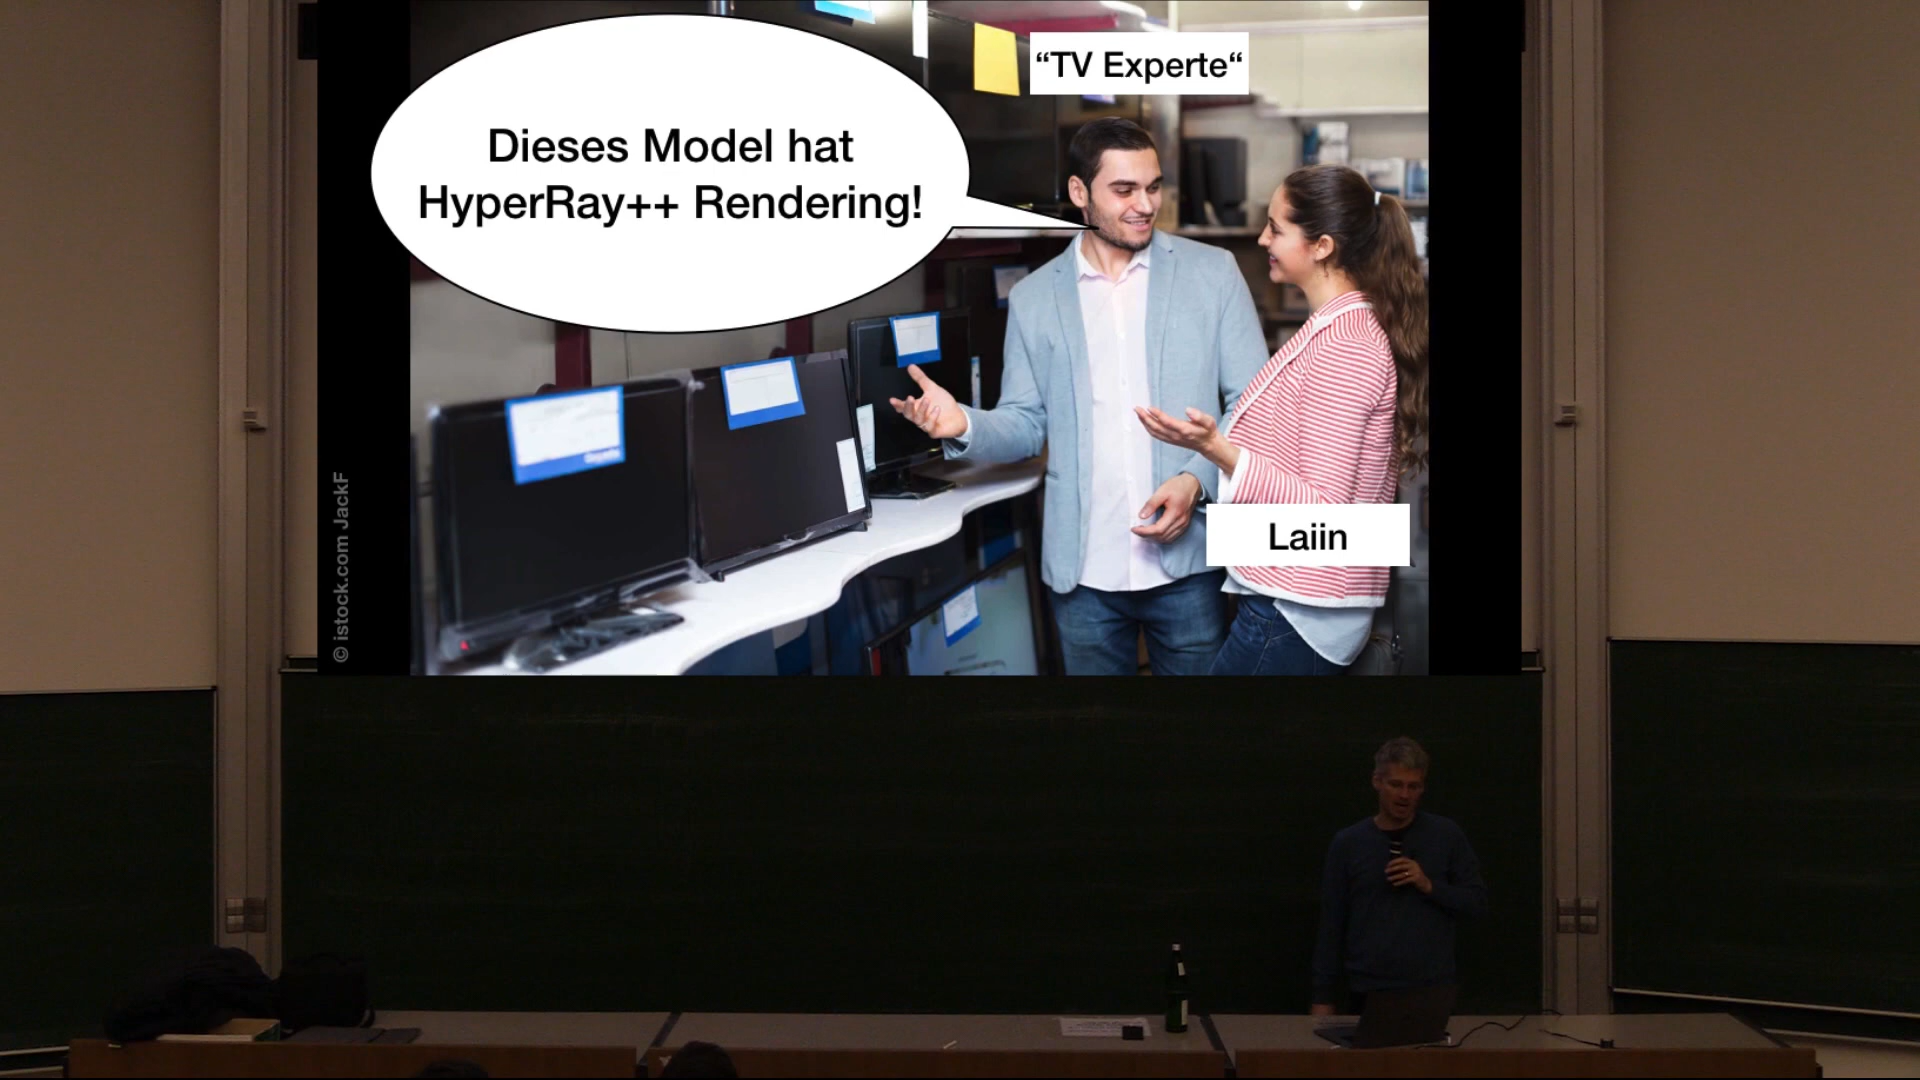 “TV Experte“
Dieses Model hat
HyperRay++ Rendering!
Laiin
© istock.com JackF